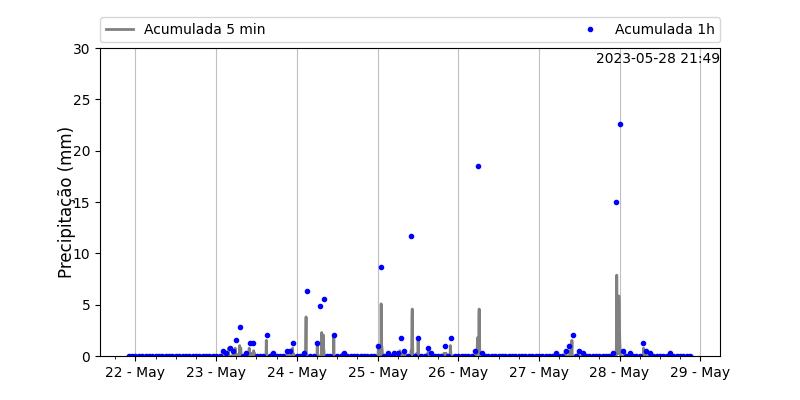 Acumulada 5 min
Acumulada 1h
2023-05-28 21:49
Precipitação (mm)
30
25
20
15
10
5
0
22 - May
23 - May
24 - May
25 - May
26 - May
27 - May
28 - May
29 - May